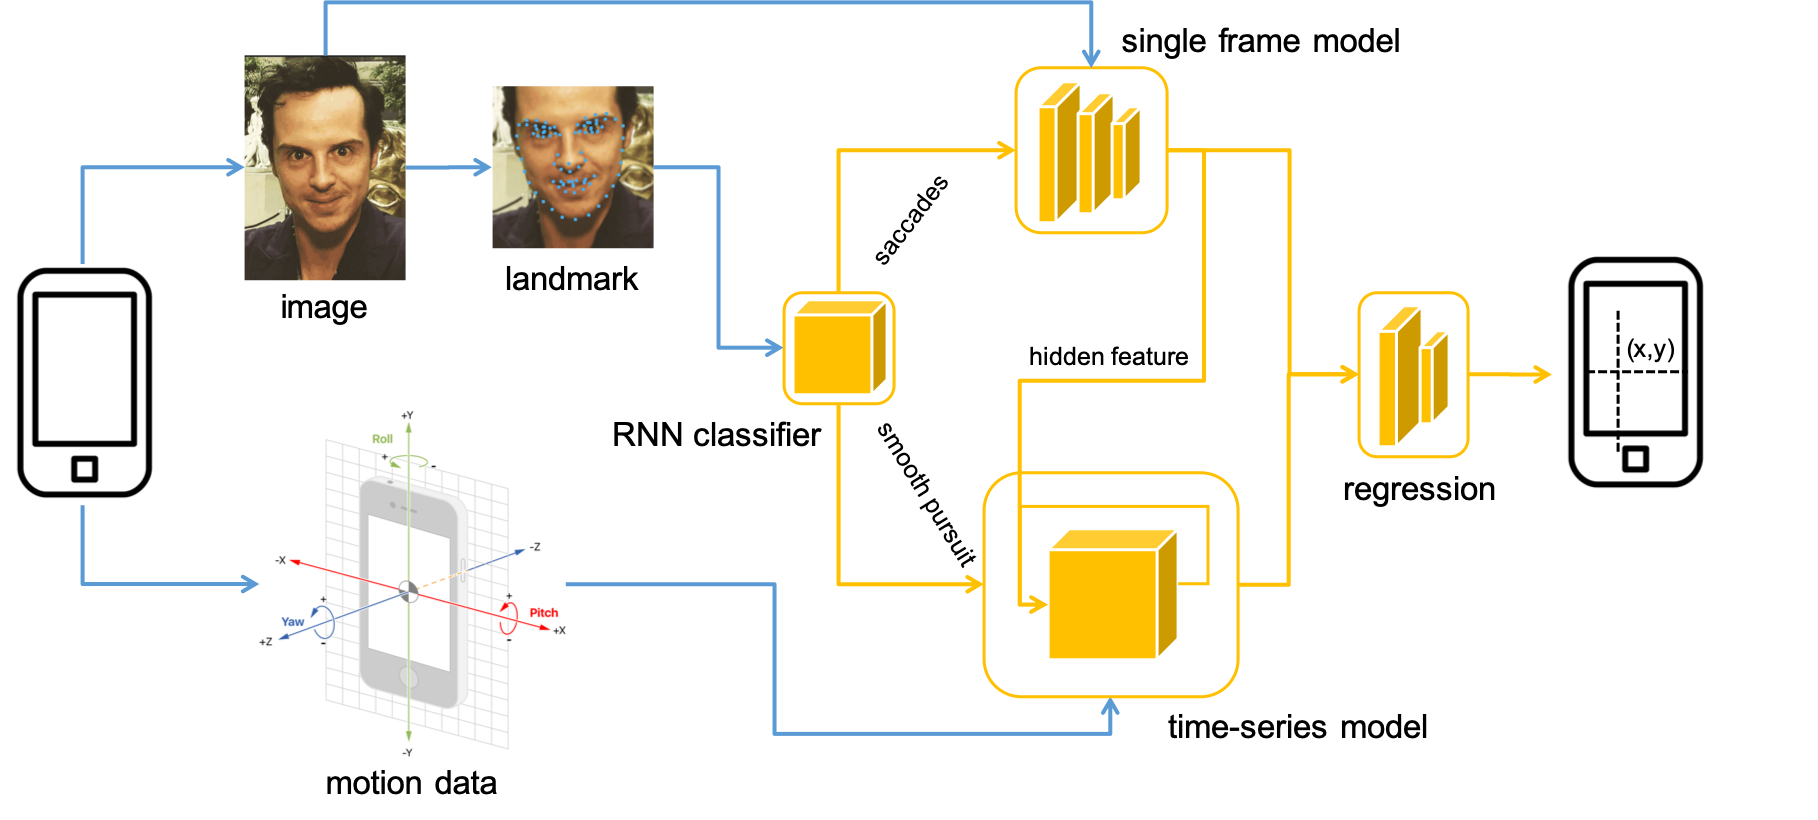 single frame model
image
landmark
saccades
hidden feature
(x,y)
RNN classifier
smooth pursuit
regression
+Y
Roll
+
-
-X
-Z
+
Yaw
-
+Z
+
Pitch
-
+X
-Y
time-series model
motion data